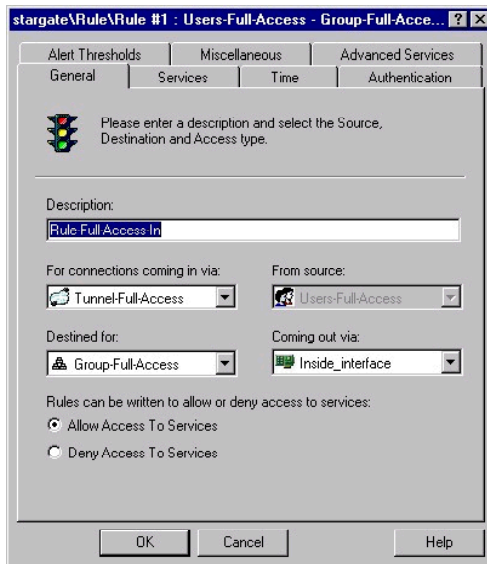 stargate\Rule\Rule #1 : Users-Full-Access - Group-Full-Acce... ? X
Alert Thresholds Miscellaneous Advanced Services
General Services Time Authentication
Please enter a description and select the Source,
Destination and Access type.
Description:
Rule-Full-Access-In
For connections coming in via: From source:
Tunnel-Full-Access Users-Full-Access
Destined for: Coming out via:
Group-Full-Access Inside_interface
Rules can be written to allow or deny access to services:
Allow Access To Services
Deny Access To Services
OK Cancel Help